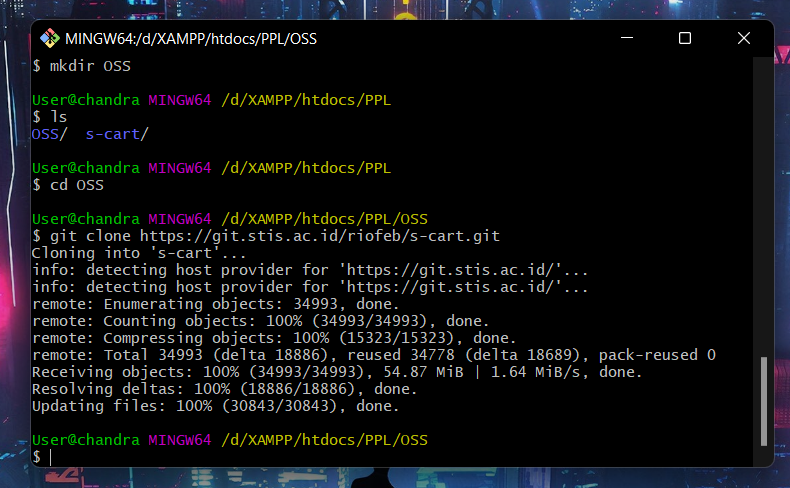 MINGW64:/d/XAMPP/htdocs/PPL/OSS
$ mkdir OSS
User@chandra MINGW64 /d/XAMPP/htdocs/PPL
$ ls
OSS/  s-cart/
User@chandra MINGW64 /d/XAMPP/htdocs/PPL
$ cd OSS
User@chandra MINGW64 /d/XAMPP/htdocs/PPL/OSS
$ git clone https://git.stis.ac.id/riofeb/s-cart.git
Cloning into 's-cart'...
info: detecting host provider for 'https://git.stis.ac.id/'...
info: detecting host provider for 'https://git.stis.ac.id/'...
remote: Enumerating objects: 34993, done.
remote: Counting objects: 100% (34993/34993), done.
remote: Compressing objects: 100% (15323/15323), done.
remote: Total 34993 (delta 18886), reused 34778 (delta 18689), pack-reused 0
Receiving objects: 100% (34993/34993), 54.87 MiB | 1.64 MiB/s, done.
Resolving deltas: 100% (18886/18886), done.
Updating files: 100% (30843/30843), done.
User@chandra MINGW64 /d/XAMPP/htdocs/PPL/OSS
$